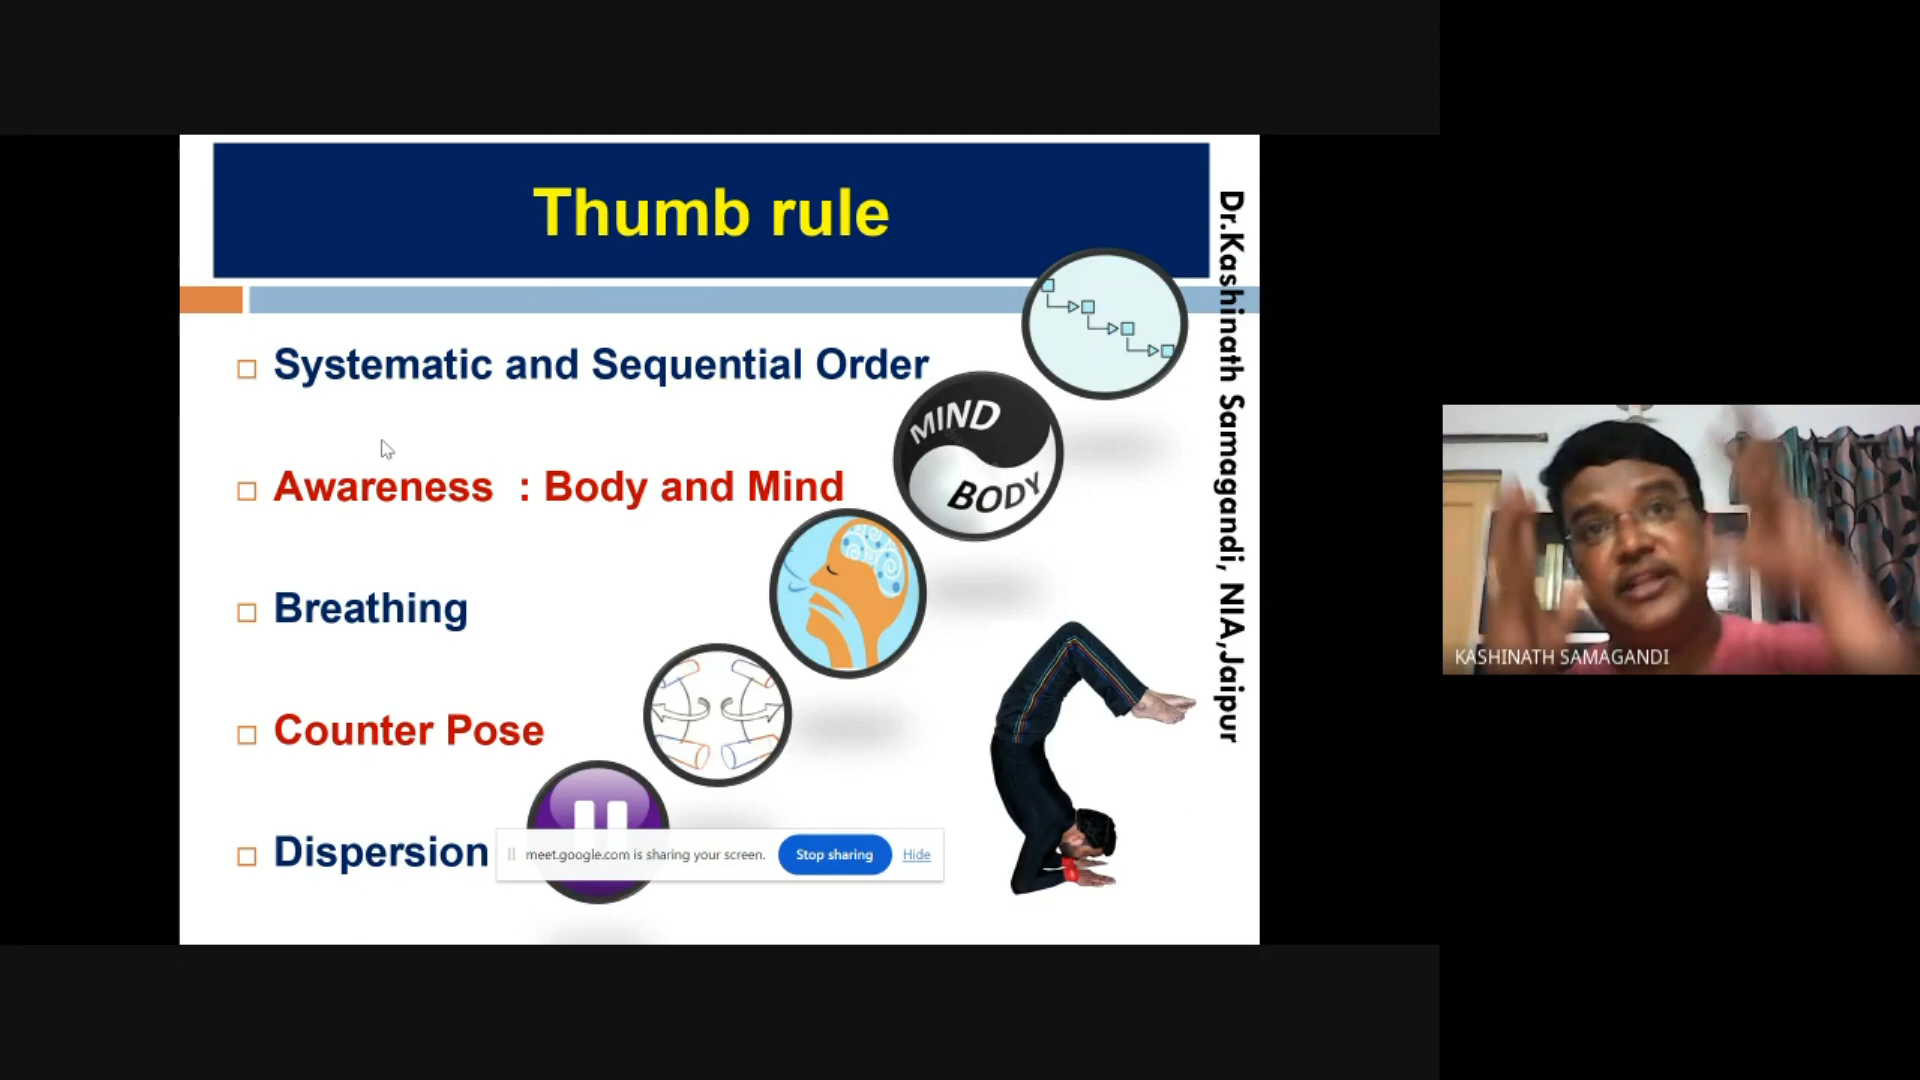 Thumb rule
Systematic and Sequential Order
Awareness : Body and Mind
Breathing
Counter Pose
Dispersion
MIND
BODY
meet.google.com is sharing your screen.
Stop sharing
Hide
Dr.Kashinath Samagandi, NIA,Jaipur
KASHINATH SAMAGANDI